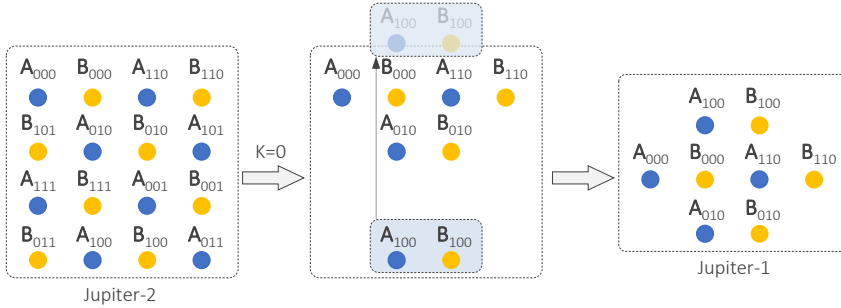 A100 B100
A000 B000 A110 B110
B101 A010 B010 A101
A111 B111 A001 B001
B011 A100 B100 A011
Jupiter-2
K=0
A000 B000 A110 B110
A010 B010
A100 B100
A100 B100
A000 B000 A110 B110
A010 B010
Jupiter-1